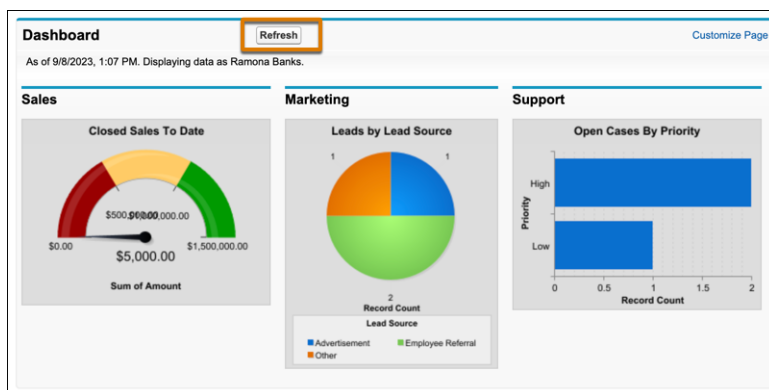 Dashboard
Refresh
Customize Page
As of 9/8/2023, 1:07 PM. Displaying data as Ramona Banks.
Sales
Closed Sales To Date
$0.00
$1,500,000.00
$5,000.00
Sum of Amount
Marketing
Leads by Lead Source
1
1
2
Record Count
Lead Source
Advertisement
Employee Referral
Other
Support
Open Cases By Priority
Priority
High
Low
0
0.5
1
1.5
2
Record Count